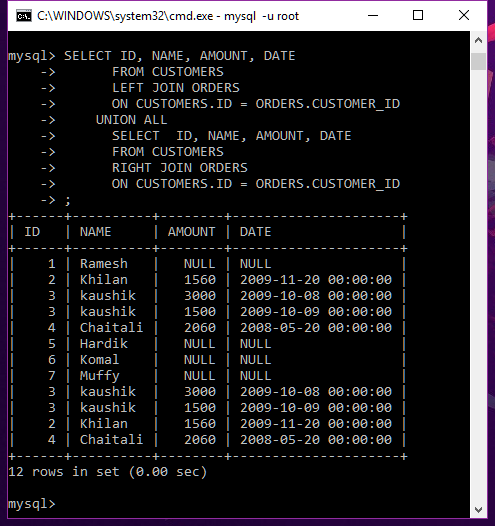 C:\WINDOWS\system32\cmd.exe - mysql -u root
mysql> SELECT ID, NAME, AMOUNT, DATE
    ->       FROM CUSTOMERS
    ->       LEFT JOIN ORDERS
    ->       ON CUSTOMERS.ID = ORDERS.CUSTOMER_ID
    ->     UNION ALL
    ->       SELECT  ID, NAME, AMOUNT, DATE
    ->       FROM CUSTOMERS
    ->       RIGHT JOIN ORDERS
    ->       ON CUSTOMERS.ID = ORDERS.CUSTOMER_ID
    -> ;
+------+----------+--------+---------------------+
| ID   | NAME     | AMOUNT | DATE                |
+------+----------+--------+---------------------+
|    1 | Ramesh   |   NULL | NULL                |
|    2 | Khilan   |   1560 | 2009-11-20 00:00:00 |
|    3 | kaushik  |   3000 | 2009-10-08 00:00:00 |
|    3 | kaushik  |   1500 | 2009-10-09 00:00:00 |
|    4 | Chaitali |   2060 | 2008-05-20 00:00:00 |
|    5 | Hardik   |   NULL | NULL                |
|    6 | Komal    |   NULL | NULL                |
|    7 | Muffy    |   NULL | NULL                |
|    3 | kaushik  |   3000 | 2009-10-08 00:00:00 |
|    3 | kaushik  |   1500 | 2009-10-09 00:00:00 |
|    2 | Khilan   |   1560 | 2009-11-20 00:00:00 |
|    4 | Chaitali |   2060 | 2008-05-20 00:00:00 |
+------+----------+--------+---------------------+
12 rows in set (0.00 sec)
mysql>